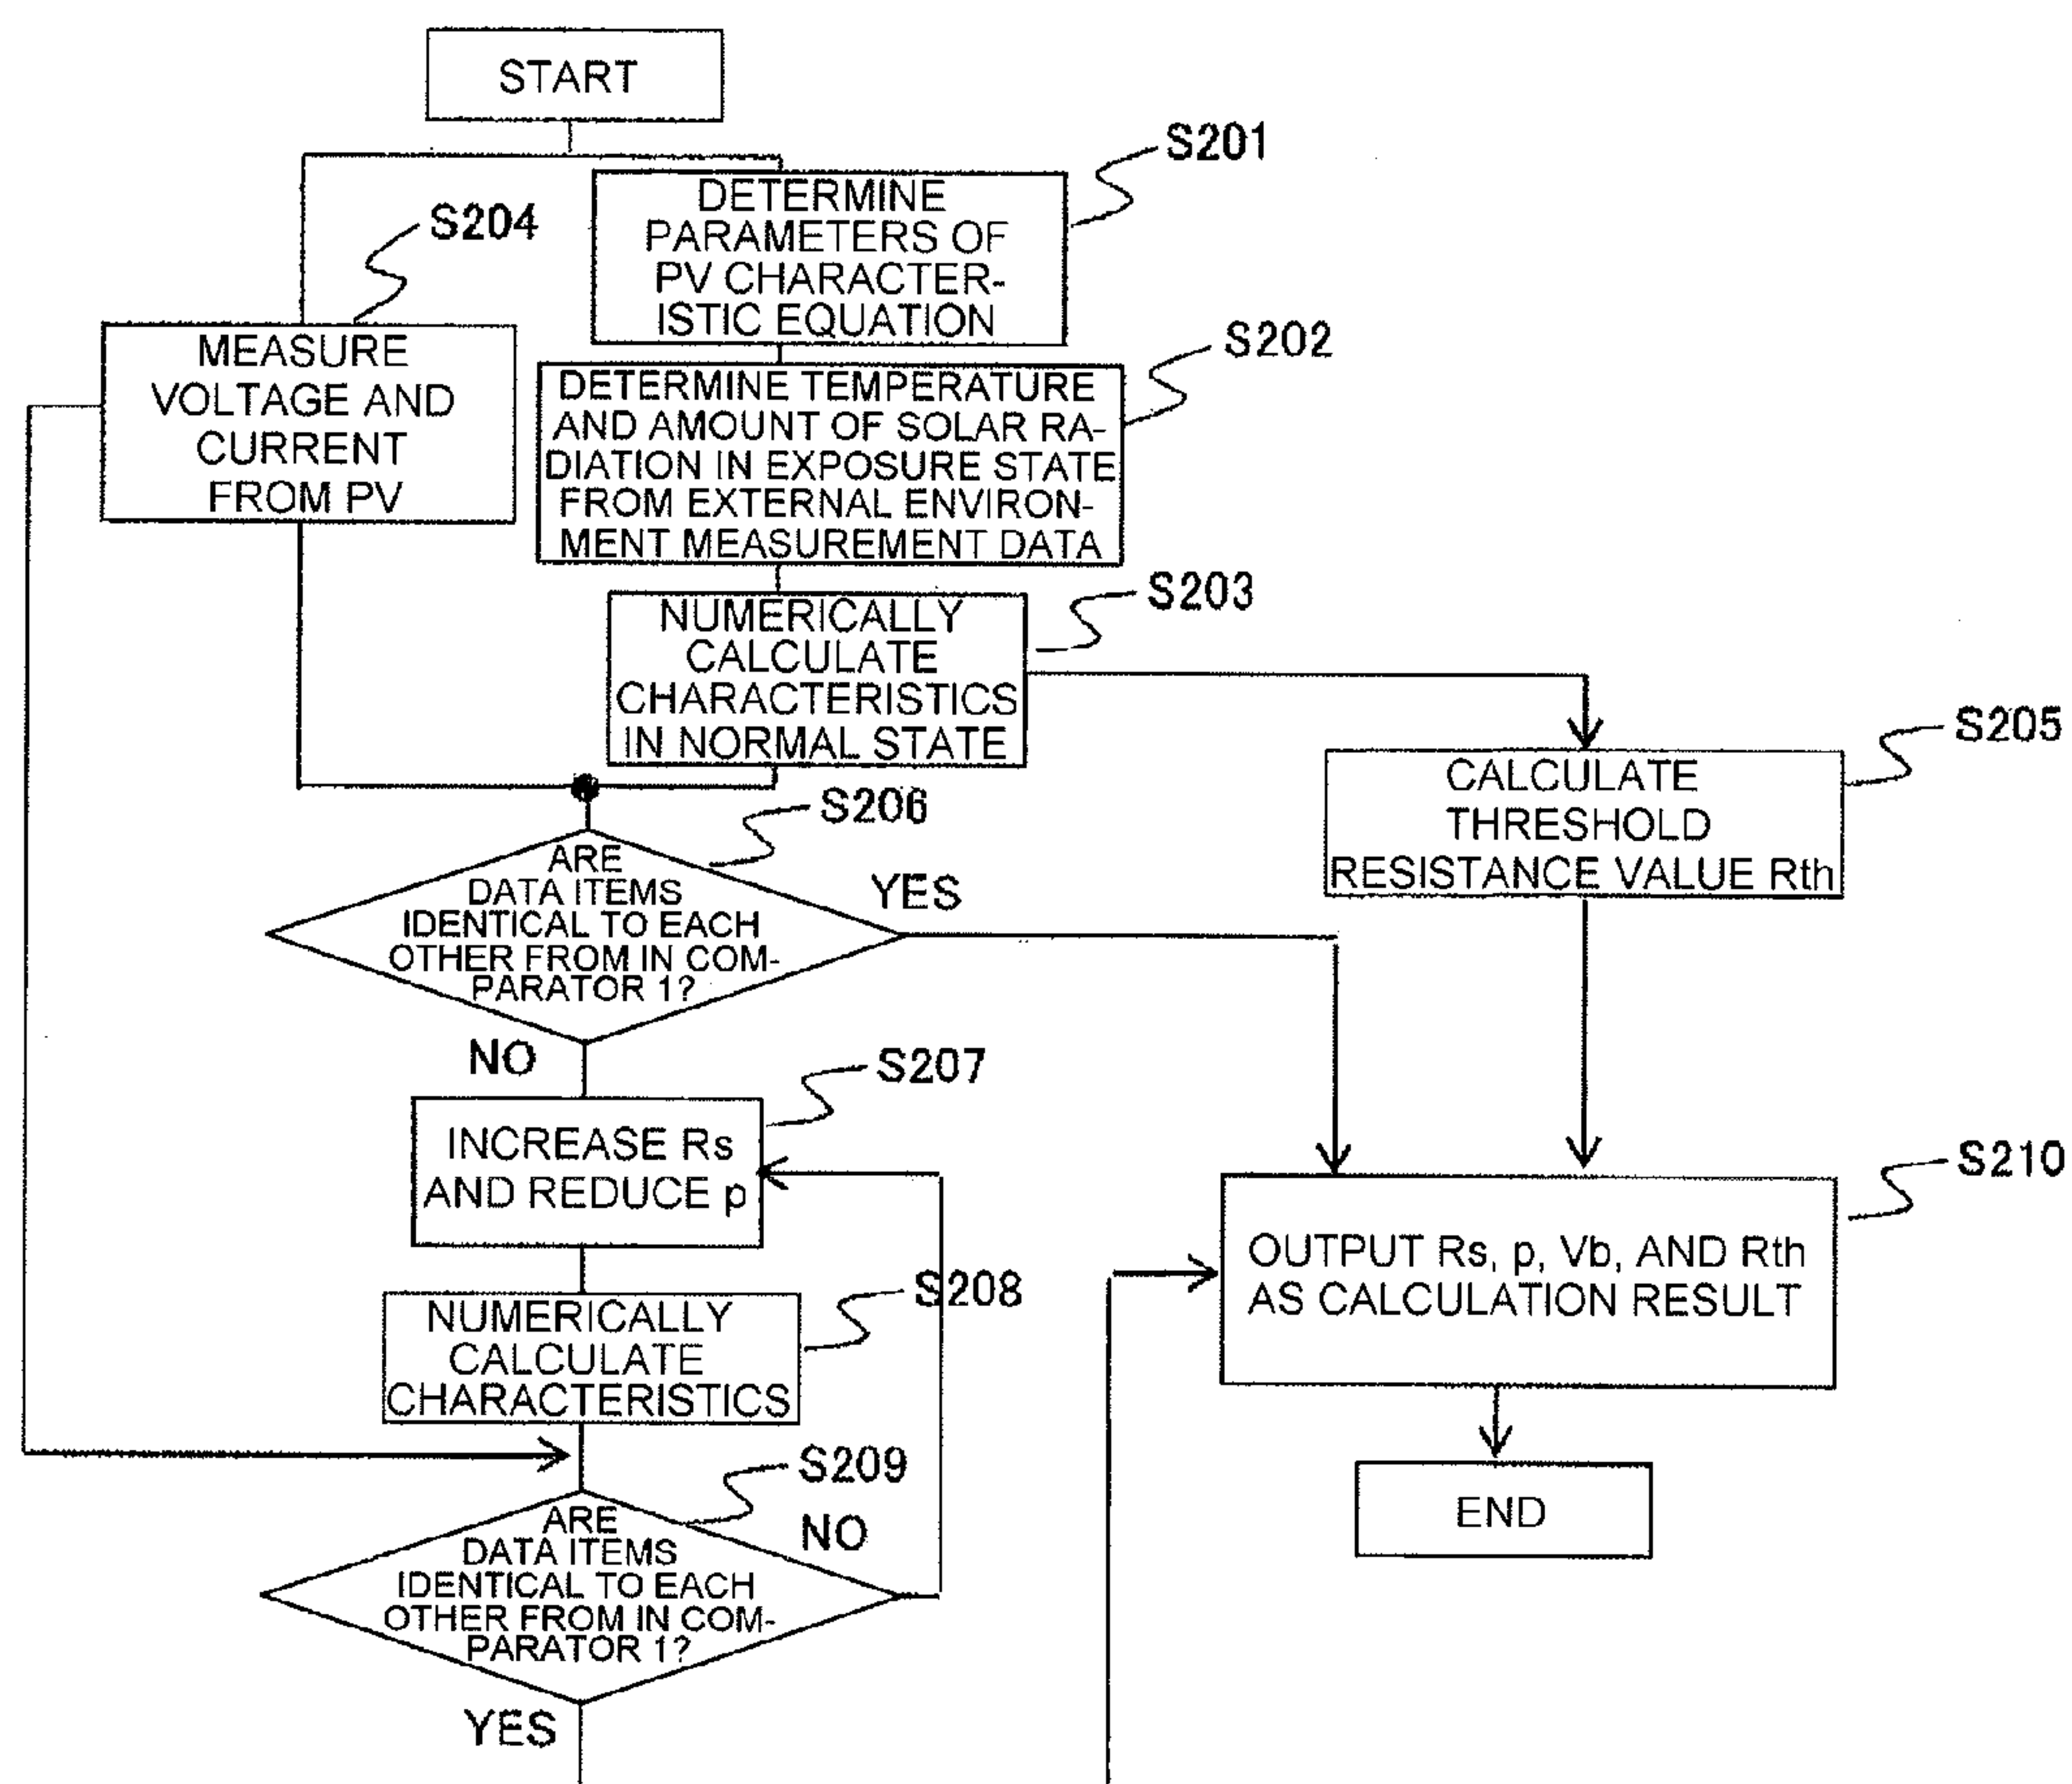 START
S201
DETERMINE
PARAMETERS OF
PV CHARACTER-
ISTIC EQUATION
S204
MEASURE
VOLTAGE AND
CURRENT
FROM PV
S202
DETERMINE TEMPERATURE
AND AMOUNT OF SOLAR RA-
DIATION IN EXPOSURE STATE
FROM EXTERNAL ENVIRON-
MENT MEASUREMENT DATA
S203
NUMERICALLY
CALCULATE
CHARACTERISTICS
IN NORMAL STATE
S205
CALCULATE
THRESHOLD
RESISTANCE VALUE Rth
S206
ARE
DATA ITEMS
IDENTICAL TO EACH
OTHER FROM IN COM-
PARATOR 1?
YES
NO
S207
INCREASE Rs
AND REDUCE p
S210
OUTPUT Rs, p, Vb, AND Rth
AS CALCULATION RESULT
S208
NUMERICALLY
CALCULATE
CHARACTERISTICS
S209
ARE
DATA ITEMS
IDENTICAL TO EACH
OTHER FROM IN COM-
PARATOR 1?
NO
YES
END